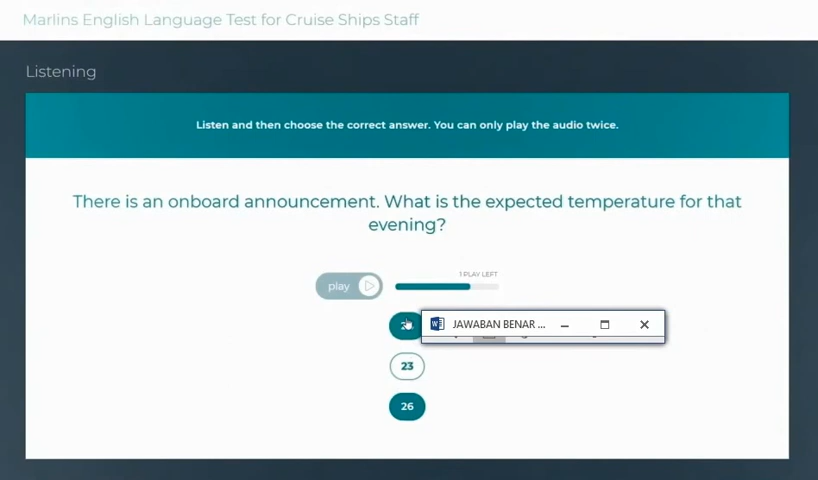 Marlins English Language Test for Cruise Ships Staff
Listening
Listen and then choose the correct answer. You can only play the audio twice.
There is an onboard announcement. What is the expected temperature for that
evening?
1 PLAY LEFT
play
JAWABAN BENAR ...
23
26